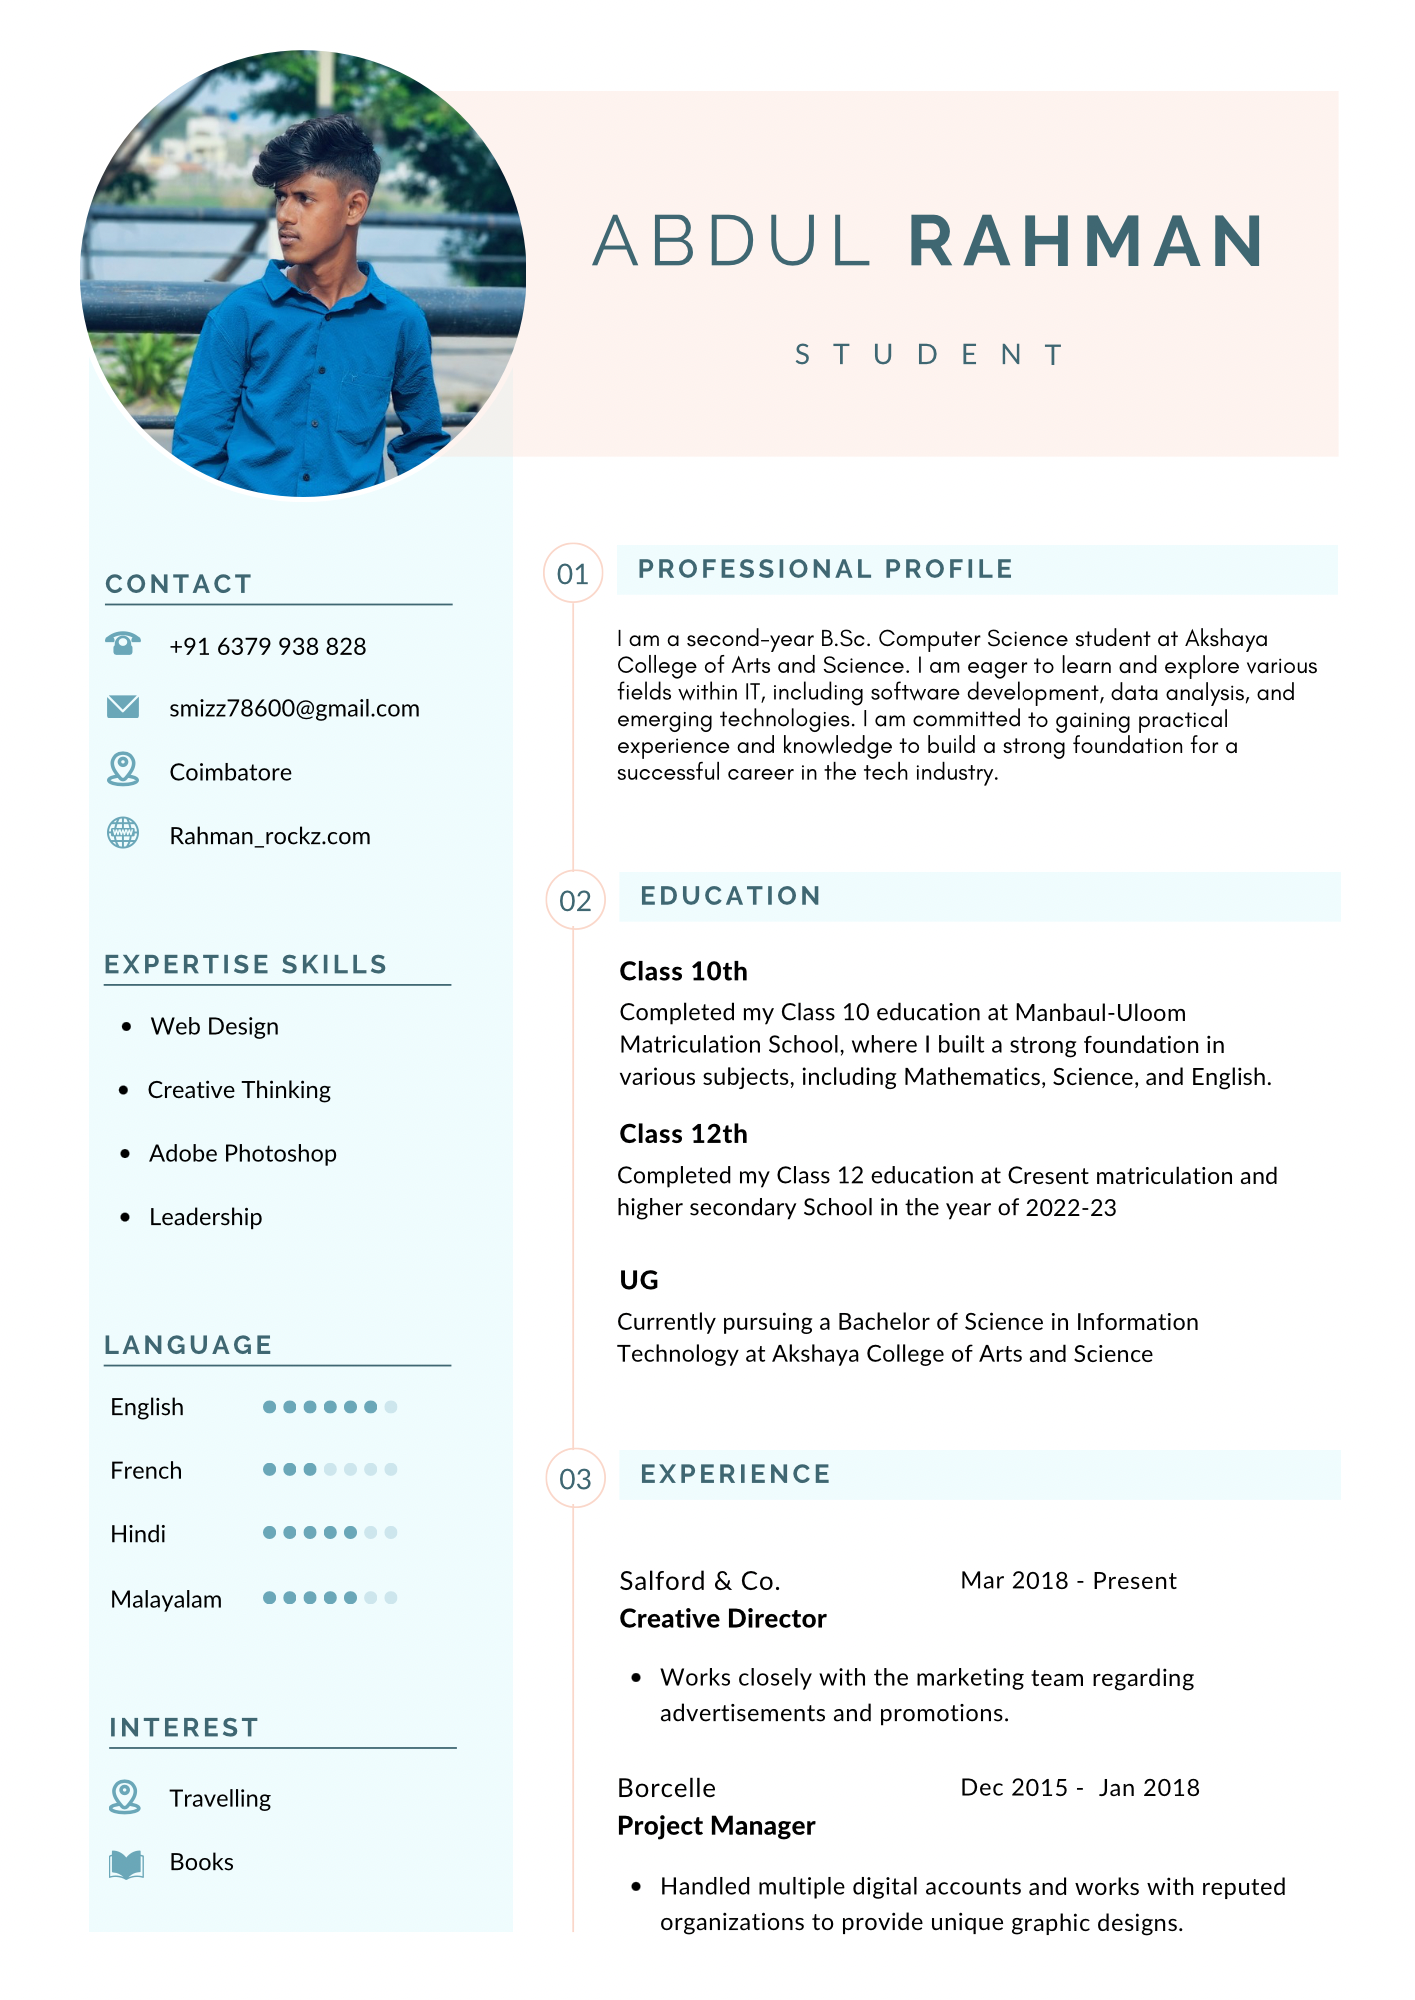 ABDUL RAHMAN
STUDENT
CONTACT
+91 6379 938 828
smizz78600@gmail.com
Coimbatore
www
Rahman_rockz.com
EXPERTISE SKILLS
• Web Design
• Creative Thinking
• Adobe Photoshop
• Leadership
LANGUAGE
English
French
Hindi
Malayalam
INTEREST
Travelling
Books
01
PROFESSIONAL PROFILE
I am a second-year B.Sc. Computer Science student at Akshaya
College of Arts and Science. I am eager to learn and explore various
fields within IT, including software development, data analysis, and
emerging technologies. I am committed to gaining practical
experience and knowledge to build a strong foundation for a
successful career in the tech industry.
02
EDUCATION
Class 10th
Completed my Class 10 education at Manbaul-Uloom
Matriculation School, where I built a strong foundation in
various subjects, including Mathematics, Science, and English.
Class 12th
Completed my Class 12 education at Cresent matriculation and
higher secondary School in the year of 2022-23
UG
Currently pursuing a Bachelor of Science in Information
Technology at Akshaya College of Arts and Science
03
EXPERIENCE
Salford & Co. Mar 2018 - Present
Creative Director
• Works closely with the marketing team regarding
advertisements and promotions.
Borcelle Dec 2015 - Jan 2018
Project Manager
• Handled multiple digital accounts and works with reputed
organizations to provide unique graphic designs.